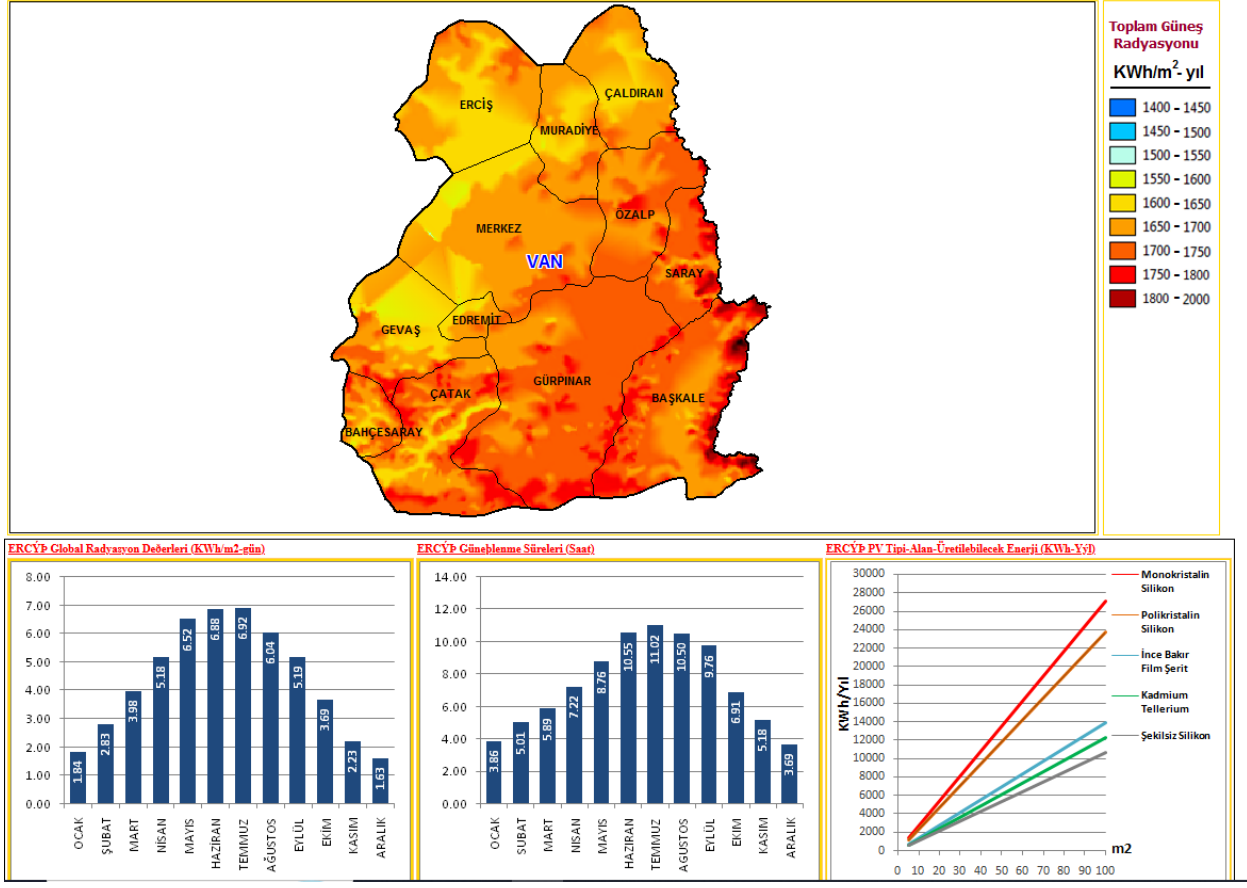 Toplam Güneş
Radyasyonu
KWh/m²- yıl
1400 - 1450
1450 - 1500
1500 - 1550
1550 - 1600
1600 - 1650
1650 - 1700
1700 - 1750
1750 - 1800
1800 - 2000
ERCİŞ
ÇALDIRAN
MURADİYE
ÖZALP
MERKEZ
VAN
SARAY
EDREMİT
GEVAŞ
GÜRPINAR
ÇATAK
BAŞKALE
BAHÇESARAY
ERCÝÞ Global Radyasyon Deðerleri (KWh/m2-gün)
8.00
7.00
6.00
5.00
4.00
3.00
2.00
1.00
0.00
1.84
2.83
3.98
5.18
6.52
6.88
6.92
6.04
5.19
3.69
2.23
1.63
OCAK
ŞUBAT
MART
NİSAN
MAYIS
HAZİRAN
TEMMUZ
AĞUSTOS
EYLÜL
EKİM
KASIM
ARALIK
ERCÝÞ Güneþlenme Süreleri (Saat)
14.00
12.00
10.00
8.00
6.00
4.00
2.00
0.00
3.86
5.01
5.89
7.22
8.76
10.55
11.02
10.50
9.76
6.91
5.18
3.69
OCAK
SUBAT
MART
NISAN
MAYIS
HAZIRAN
TEMMUZ
AGUSTOS
EYLÜL
EKIM
KASIM
ARALIK
ERCÝÞ PV Tipi-Alan-Üretilebilecek Enerji (KWh-Yýl)
30000
28000
26000
24000
22000
20000
18000
16000
14000
12000
10000
8000
6000
4000
2000
0
KWh/Yıl
0 10 20 30 40 50 60 70 80 90 100
m2
Monokristalin
Silikon
Polikristalin
Silikon
İnce Bakır
Film Şerit
Kadmium
Tellerium
Şekilsiz Silikon